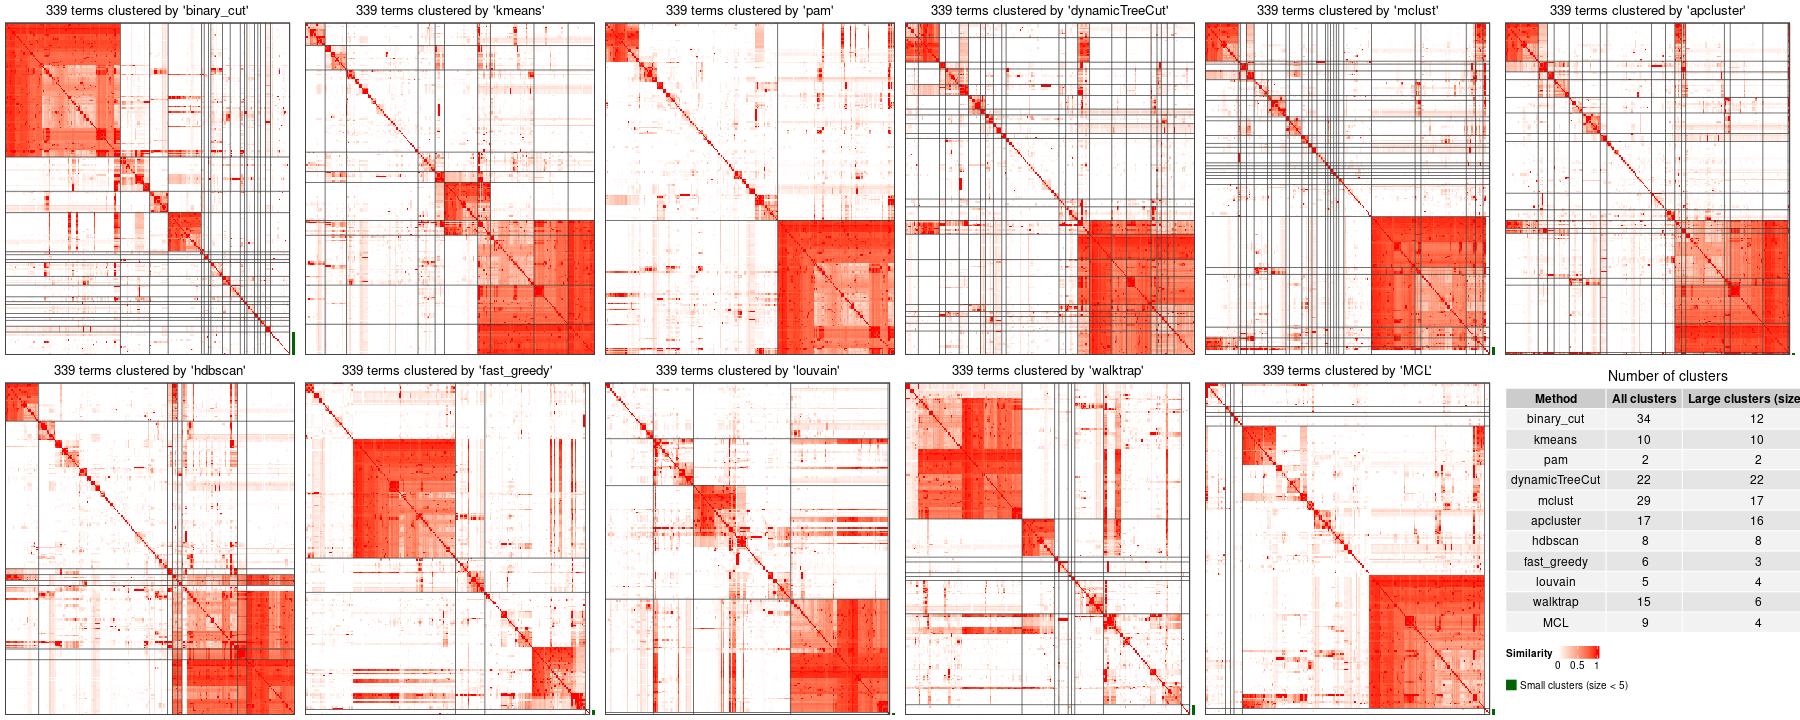 339 terms clustered by 'binary_cut'
339 terms clustered by 'kmeans'
339 terms clustered by 'pam'
339 terms clustered by 'dynamicTreeCut'
339 terms clustered by 'mclust'
339 terms clustered by 'apcluster'
339 terms clustered by 'hdbscan'
339 terms clustered by 'fast_greedy'
339 terms clustered by 'louvain'
339 terms clustered by 'walktrap'
339 terms clustered by 'MCL'
Number of clusters
Method All clusters Large clusters (size
binary_cut 34 12
kmeans 10 10
pam 2 2
dynamicTreeCut 22 22
mclust 29 17
apcluster 17 16
hdbscan 8 8
fast_greedy 6 3
louvain 5 4
walktrap 15 6
MCL 9 4
Similarity
0 0.5 1
Small clusters (size < 5)